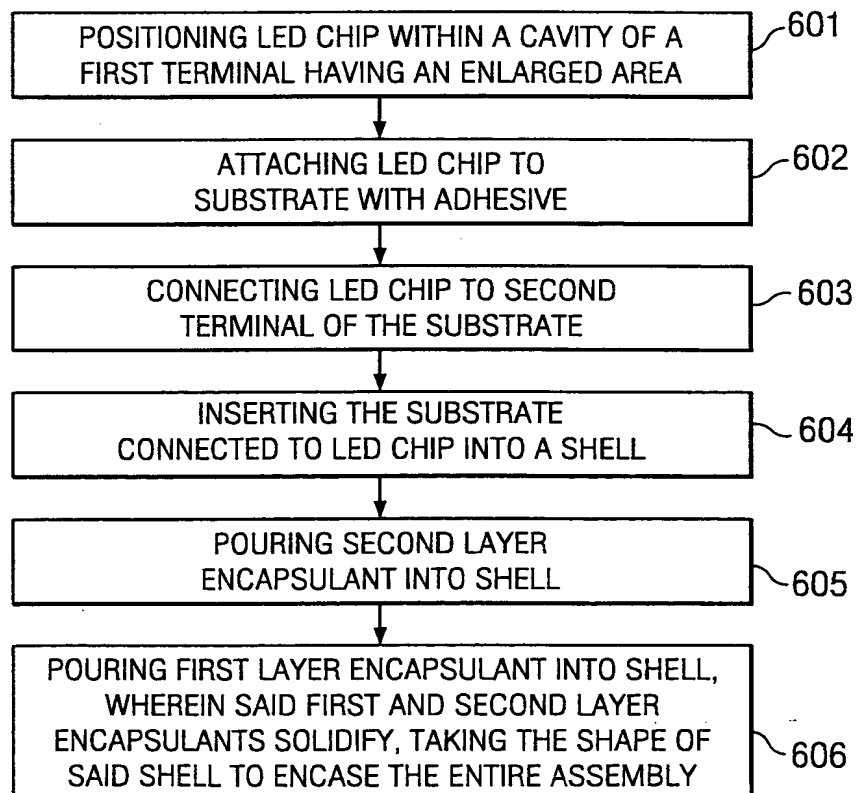 POSITIONING LED CHIP WITHIN A CAVITY OF A
FIRST TERMINAL HAVING AN ENLARGED AREA
601
ATTACHING LED CHIP TO
SUBSTRATE WITH ADHESIVE
602
CONNECTING LED CHIP TO SECOND
TERMINAL OF THE SUBSTRATE
603
INSERTING THE SUBSTRATE
CONNECTED TO LED CHIP INTO A SHELL
604
POURING SECOND LAYER
ENCAPSULANT INTO SHELL
605
POURING FIRST LAYER ENCAPSULANT INTO SHELL,
WHEREIN SAID FIRST AND SECOND LAYER
ENCAPSULANTS SOLIDIFY, TAKING THE SHAPE OF
SAID SHELL TO ENCASE THE ENTIRE ASSEMBLY
606